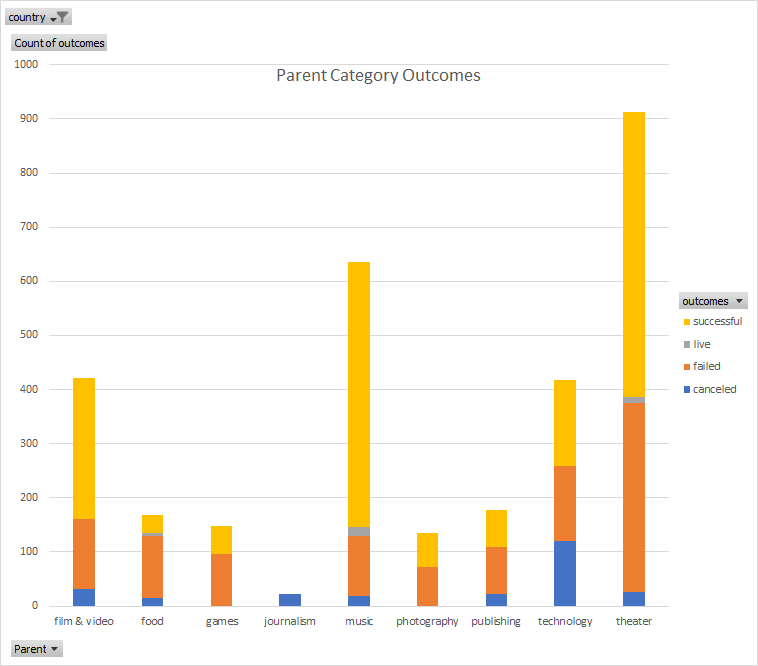 country
Count of outcomes
Parent Category Outcomes
1000
900
800
700
600
500
400
300
200
100
0
film & video food games journalism music photography publishing technology theater
outcomes
successful
live
failed
canceled
Parent